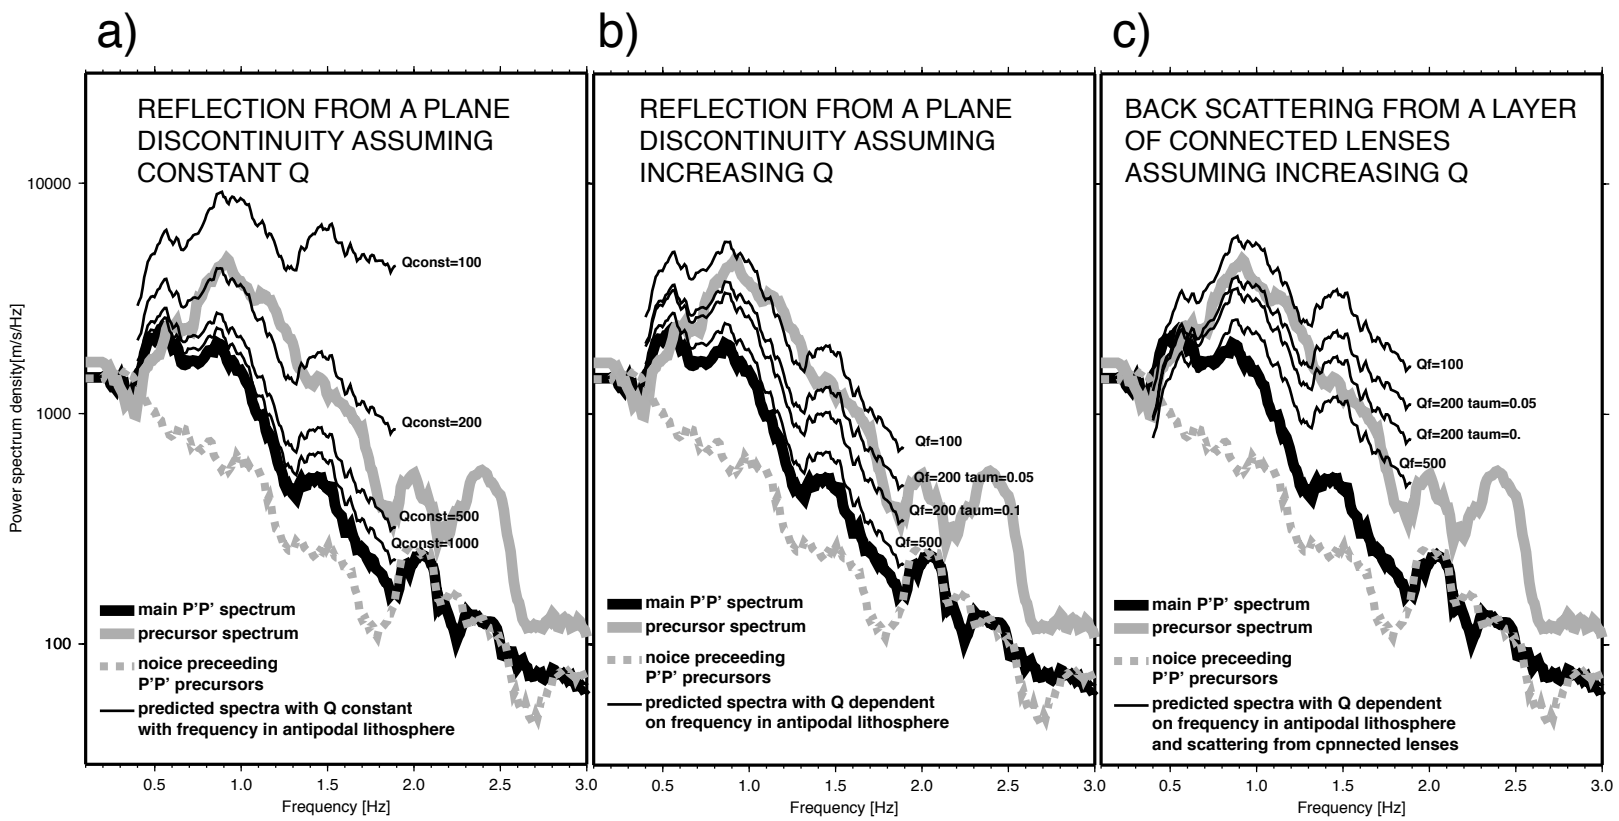 a)
REFLECTION FROM A PLANE
DISCONTINUITY ASSUMING
CONSTANT Q
10000
1000
100
Power spectrum density[m/s/Hz]
Qconst=100
Qconst=200
Qconst=500
Qconst=1000
main P'P' spectrum
precursor spectrum
noice preceeding
P'P' precursors
predicted spectra with Q constant
with frequency in antipodal lithosphere
0.5 1.0 1.5 2.0 2.5 3.0
Frequency [Hz]
b)
REFLECTION FROM A PLANE
DISCONTINUITY ASSUMING
INCREASING Q
Qf=100
Qf=200 taum=0.05
Qf=200 taum=0.1
Qf=500
main P'P' spectrum
precursor spectrum
noice preceeding
P'P' precursors
predicted spectra with Q dependent
on frequency in antipodal lithosphere
0.5 1.0 1.5 2.0 2.5 3.0
Frequency [Hz]
c)
BACK SCATTERING FROM A LAYER
OF CONNECTED LENSES
ASSUMING INCREASING Q
Qf=100
Qf=200 taum=0.05
Qf=200 taum=0.
Qf=500
main P'P' spectrum
precursor spectrum
noice preceeding
P'P' precursors
predicted spectra with Q dependent
on frequency in antipodal lithosphere
and scattering from cpnnected lenses
0.5 1.0 1.5 2.0 2.5 3.0
Frequency [Hz]